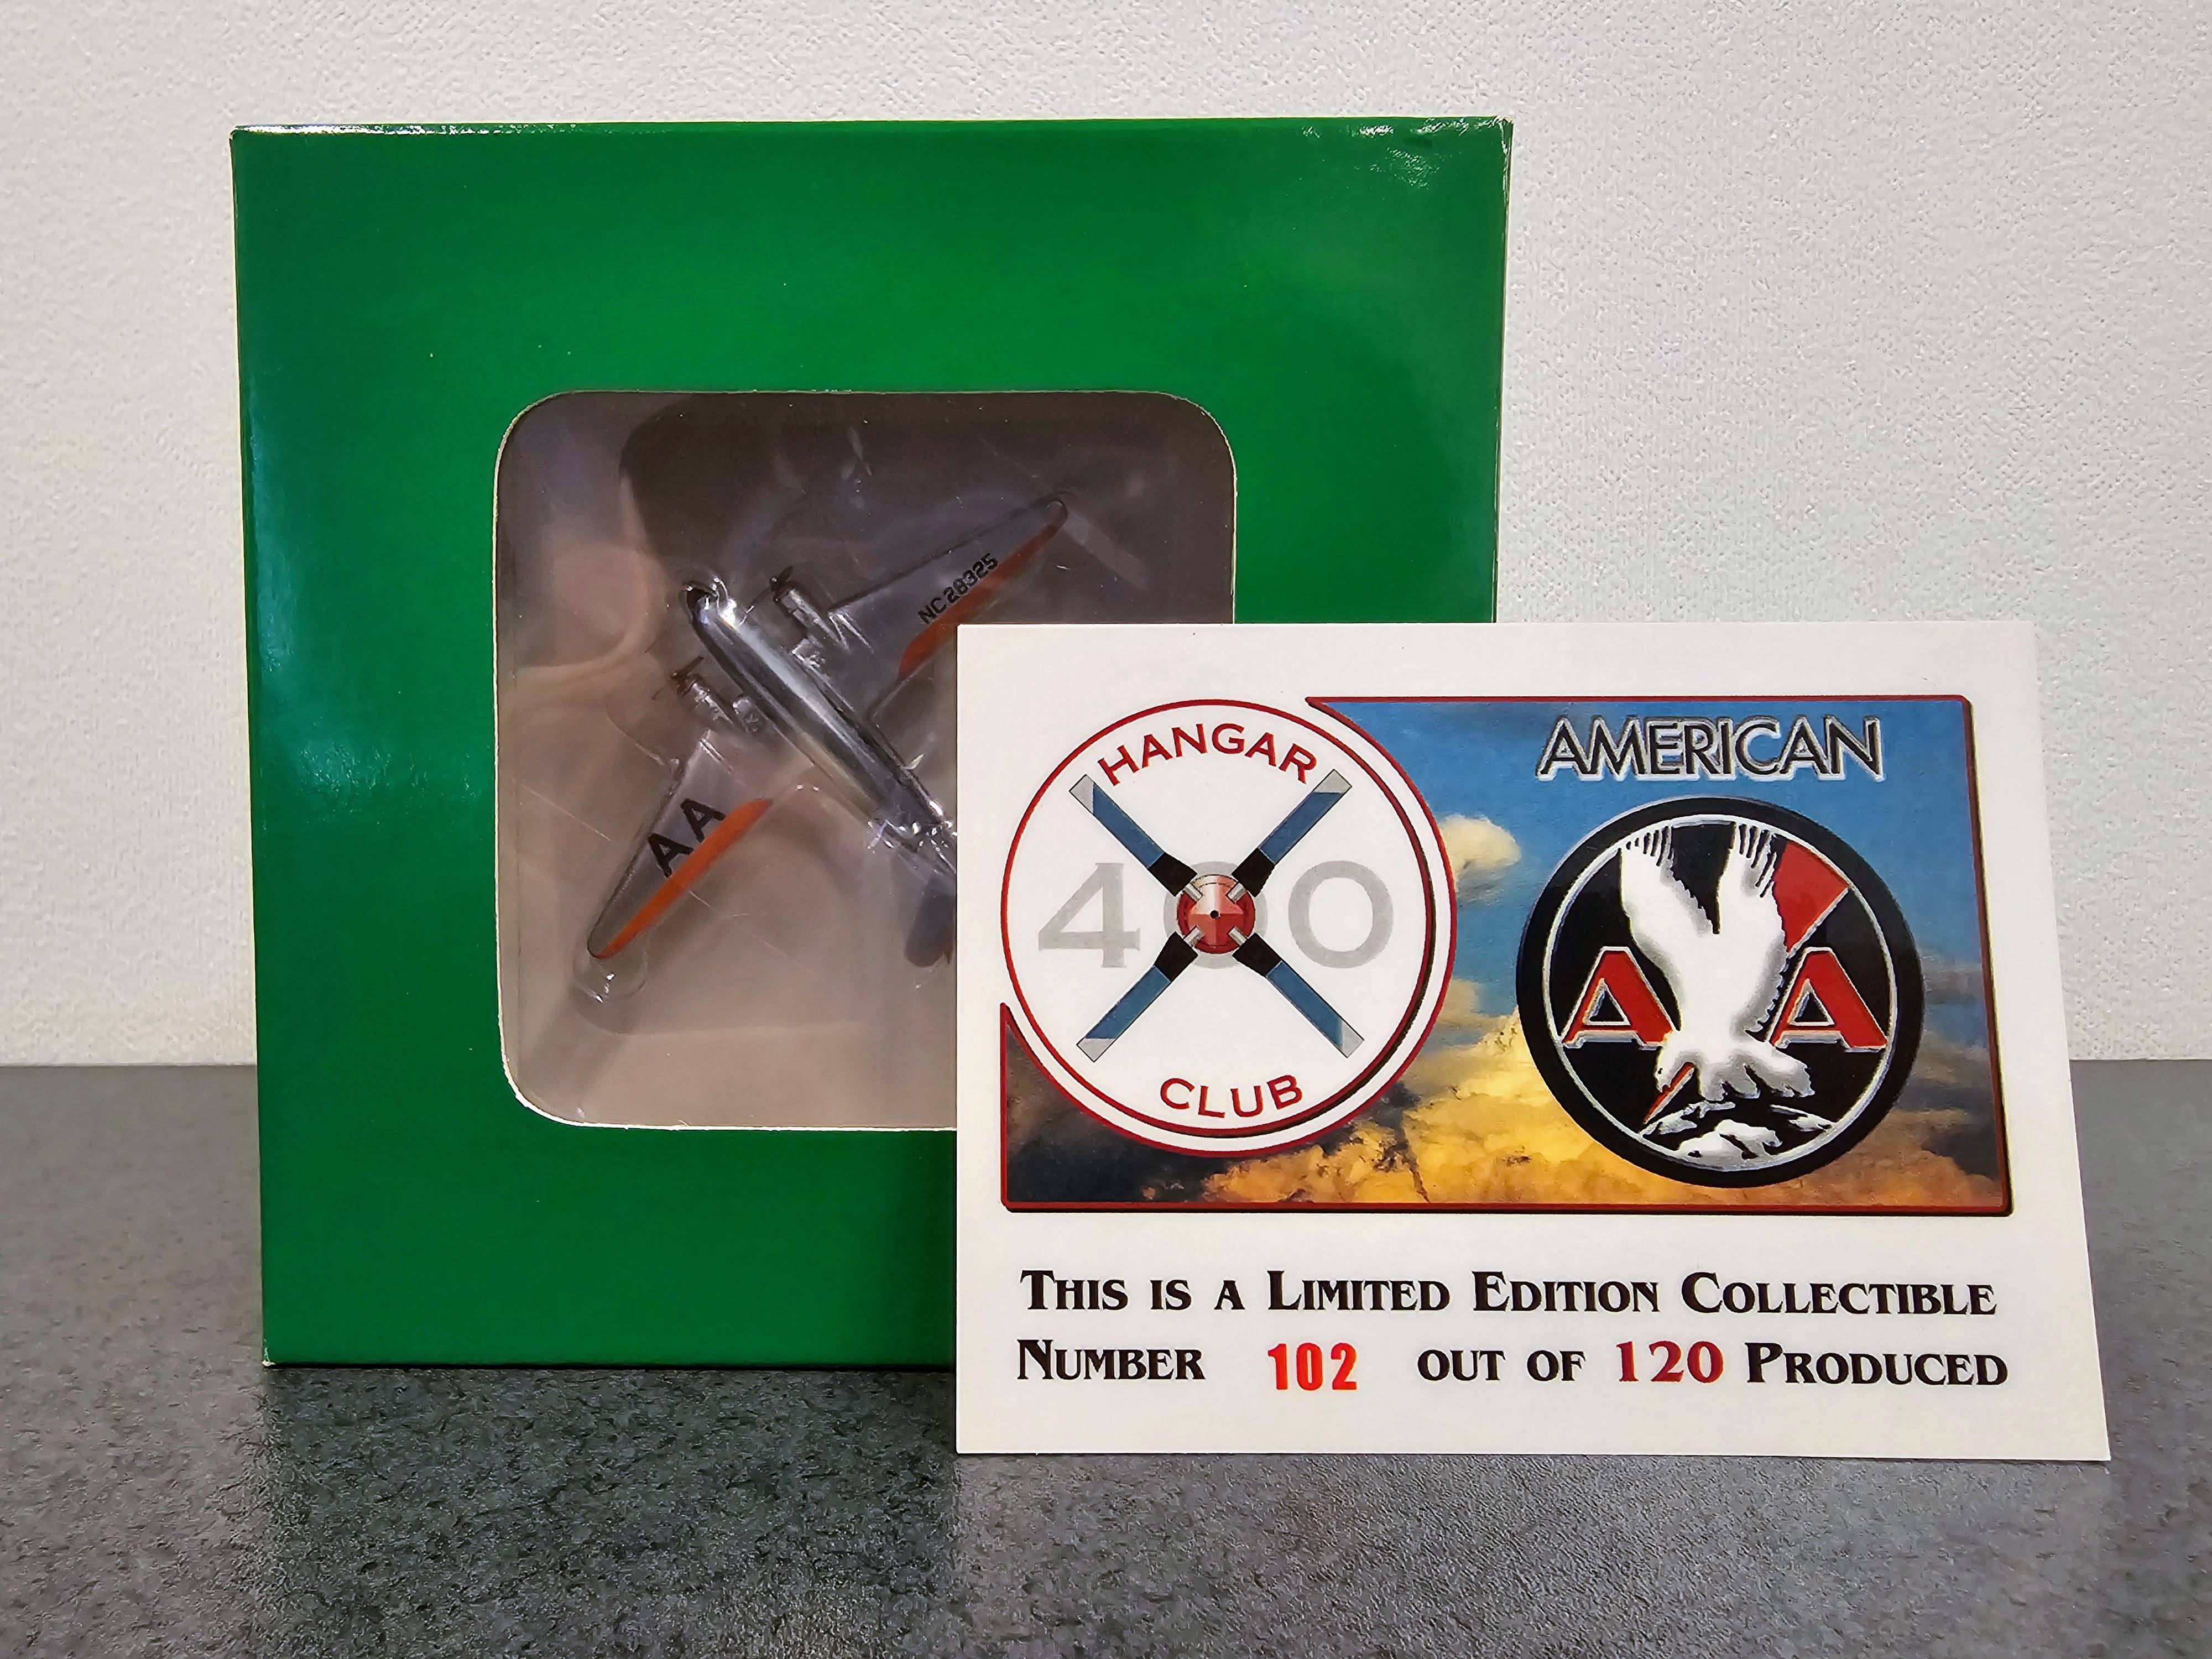 NC28325
AA
HANGAR
400
CLUB
AMERICAN
AA
THIS IS A LIMITED EDITION COLLECTIBLE
NUMBER 102 OUT OF 120 PRODUCED